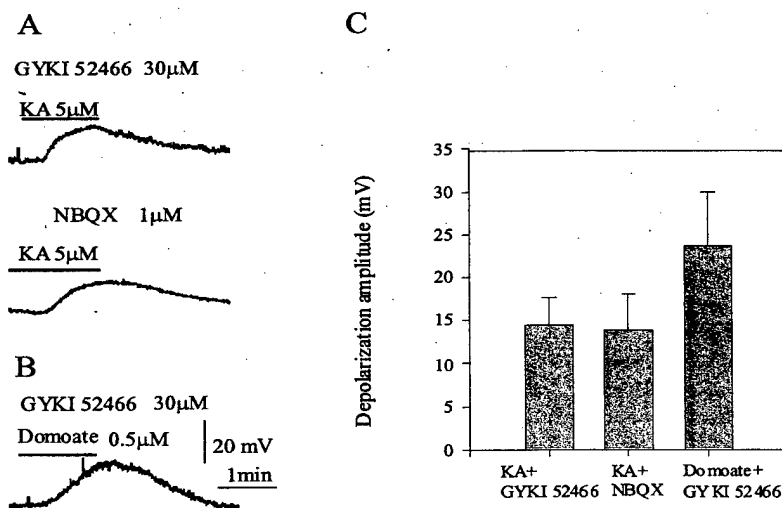 A
GYKI 52466 30μM
KA 5μM
NBQX 1μM
KA 5μM
B
GYKI 52466 30μM
Domoate 0.5μM
20 mV
1min
C
Depolarization amplitude (mV)
35
30
25
20
15
10
5
0
KA+
GYKI 52466
KA+
NBQX
Domoate+
GYKI 52466